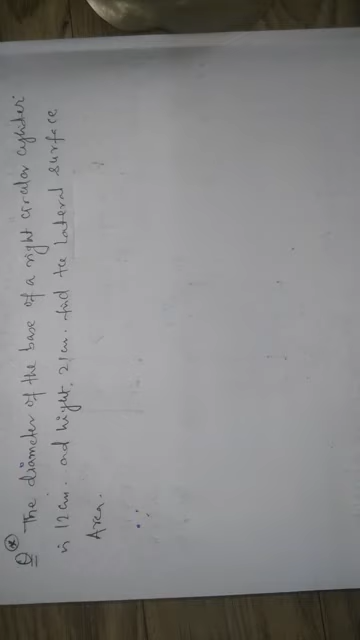 Q (*) The diameter of the base of a right circular cylinder
is 12 cm. and hight, 21 cm. find the Lateral surface
Area.